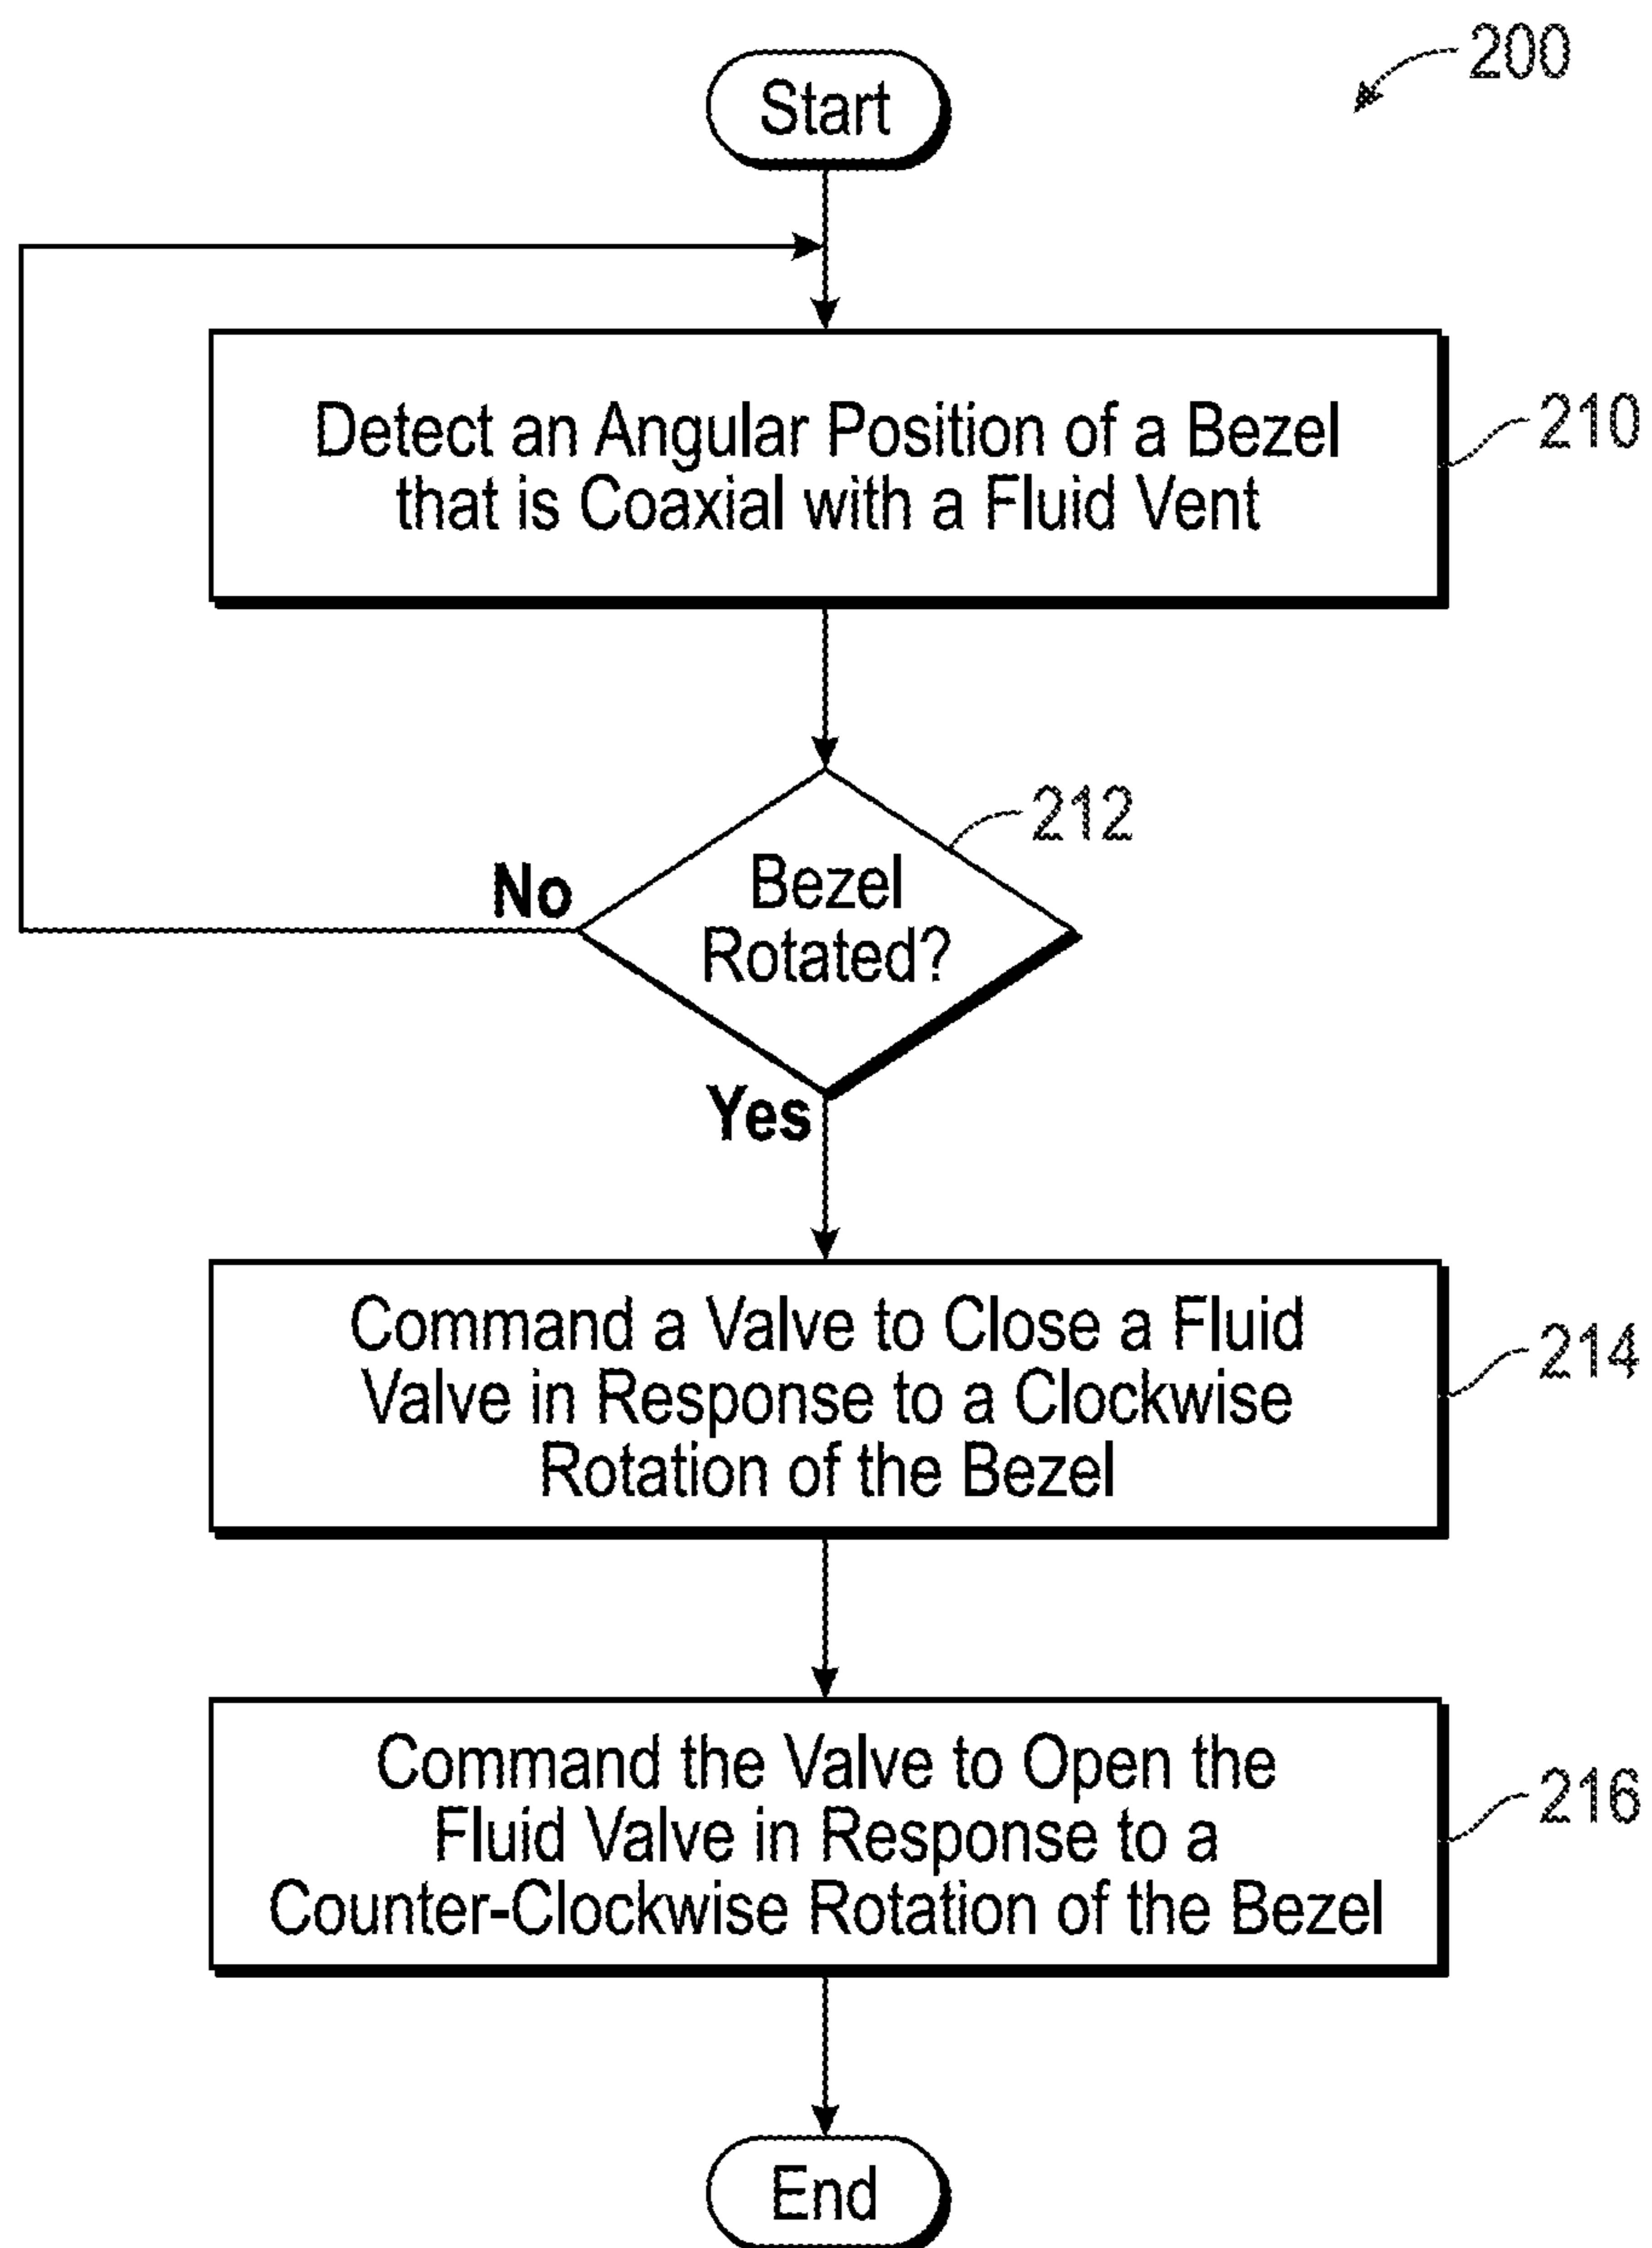 200
Start
Detect an Angular Position of a Bezel
that is Coaxial with a Fluid Vent
210
212
Bezel
Rotated?
No
Yes
Command a Valve to Close a Fluid
Valve in Response to a Clockwise
Rotation of the Bezel
214
Command the Valve to Open the
Fluid Valve in Response to a
Counter-Clockwise Rotation of the Bezel
216
End